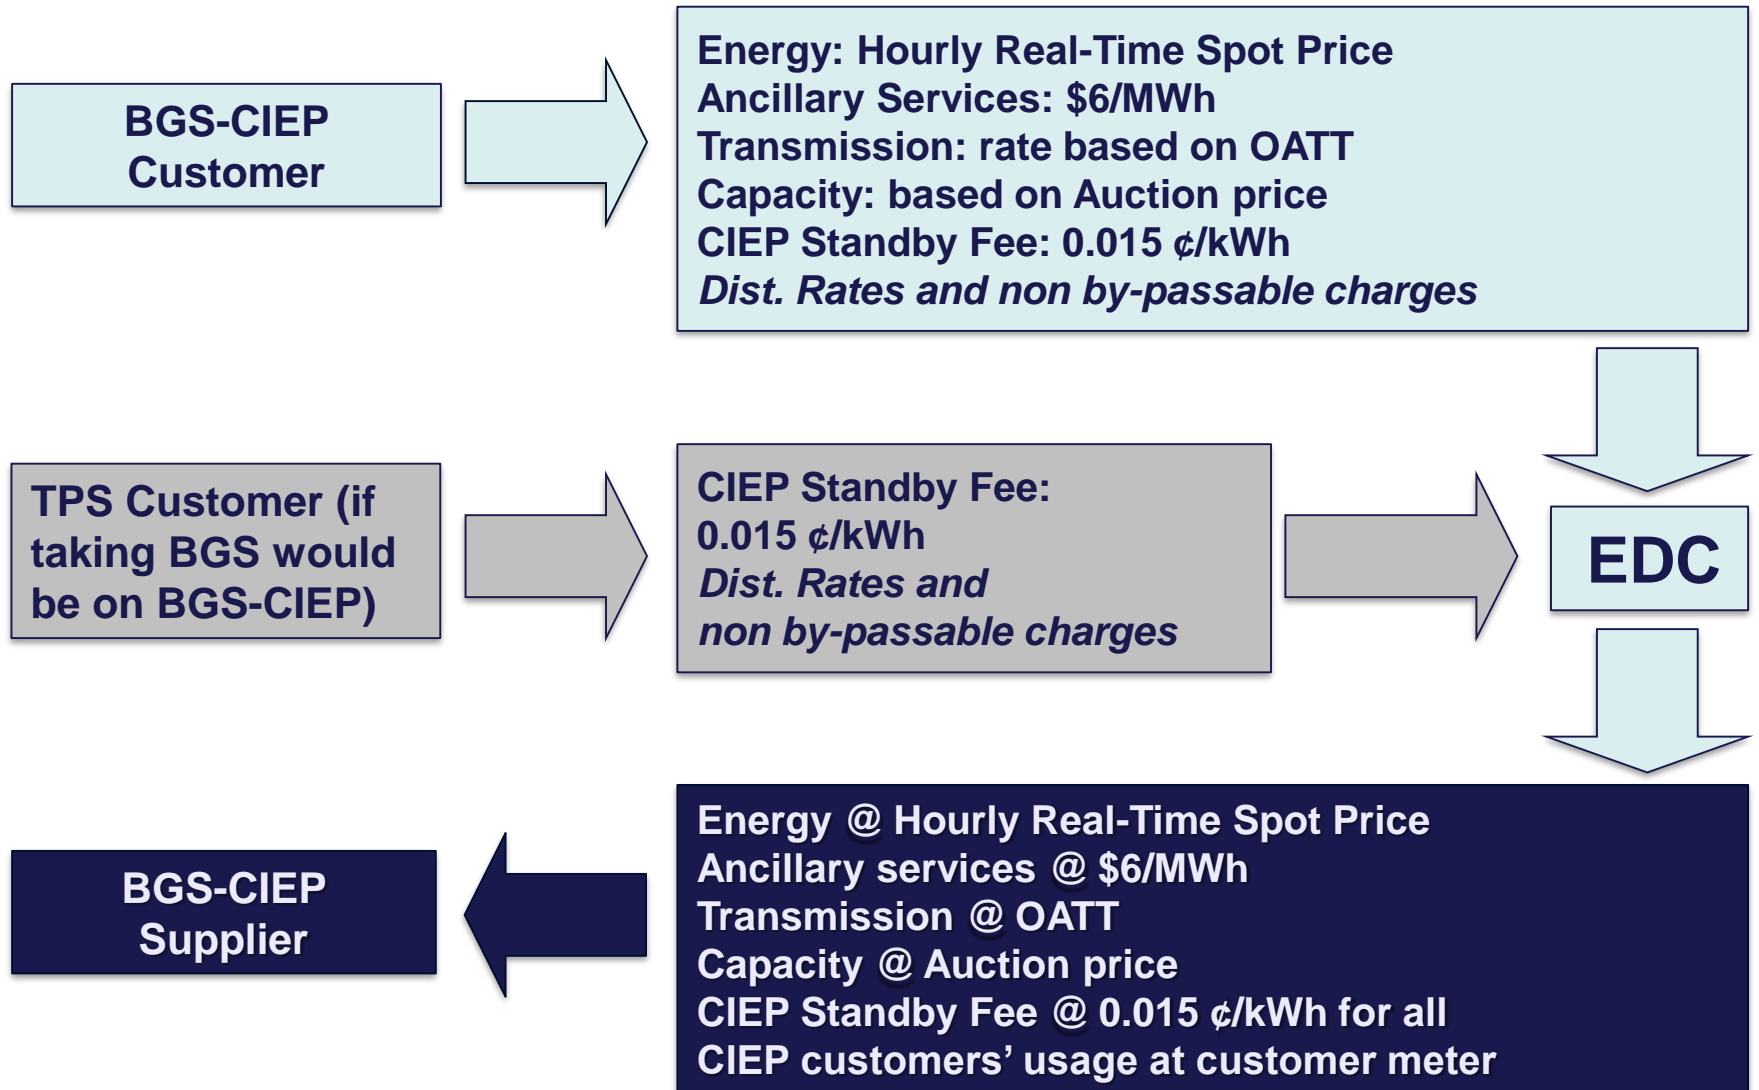 BGS-CIEP
Customer
Energy: Hourly Real-Time Spot Price
Ancillary Services: $6/MWh
Transmission: rate based on OATT
Capacity: based on Auction price
CIEP Standby Fee: 0.015 ¢/kWh
Dist. Rates and non by-passable charges
TPS Customer (if
taking BGS would
be on BGS-CIEP)
CIEP Standby Fee:
0.015 ¢/kWh
Dist. Rates and
non by-passable charges
EDC
BGS-CIEP
Supplier
Energy @ Hourly Real-Time Spot Price
Ancillary services @ $6/MWh
Transmission @ OATT
Capacity @ Auction price
CIEP Standby Fee @ 0.015 ¢/kWh for all
CIEP customers’ usage at customer meter